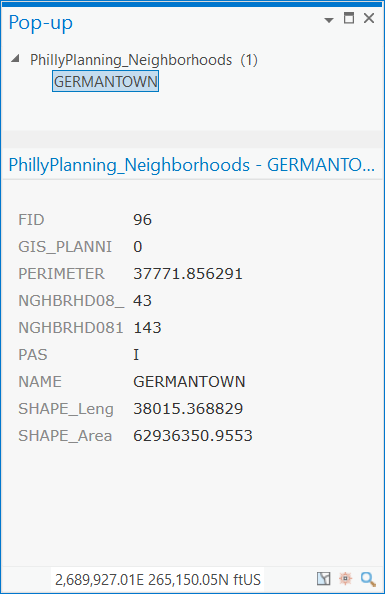 Pop-up
PhillyPlanning_Neighborhoods (1)
GERMANTOWN
PhillyPlanning_Neighborhoods - GERMANTO...
FID 96
GIS_PLANNI 0
PERIMETER 37771.856291
NGHBRHD08_ 43
NGHBRHD081 143
PAS I
NAME GERMANTOWN
SHAPE_Leng 38015.368829
SHAPE_Area 62936350.9553
2,689,927.01E 265,150.05N ftUS